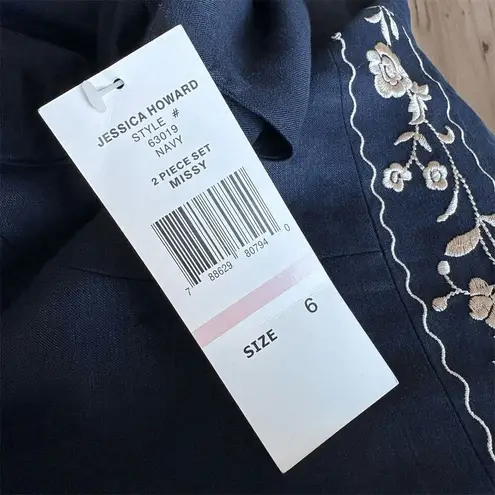 JESSICA HOWARD
STYLE #
63019
NAVY
2 PIECE SET
MISSY
7 88629 80794 0
SIZE 6